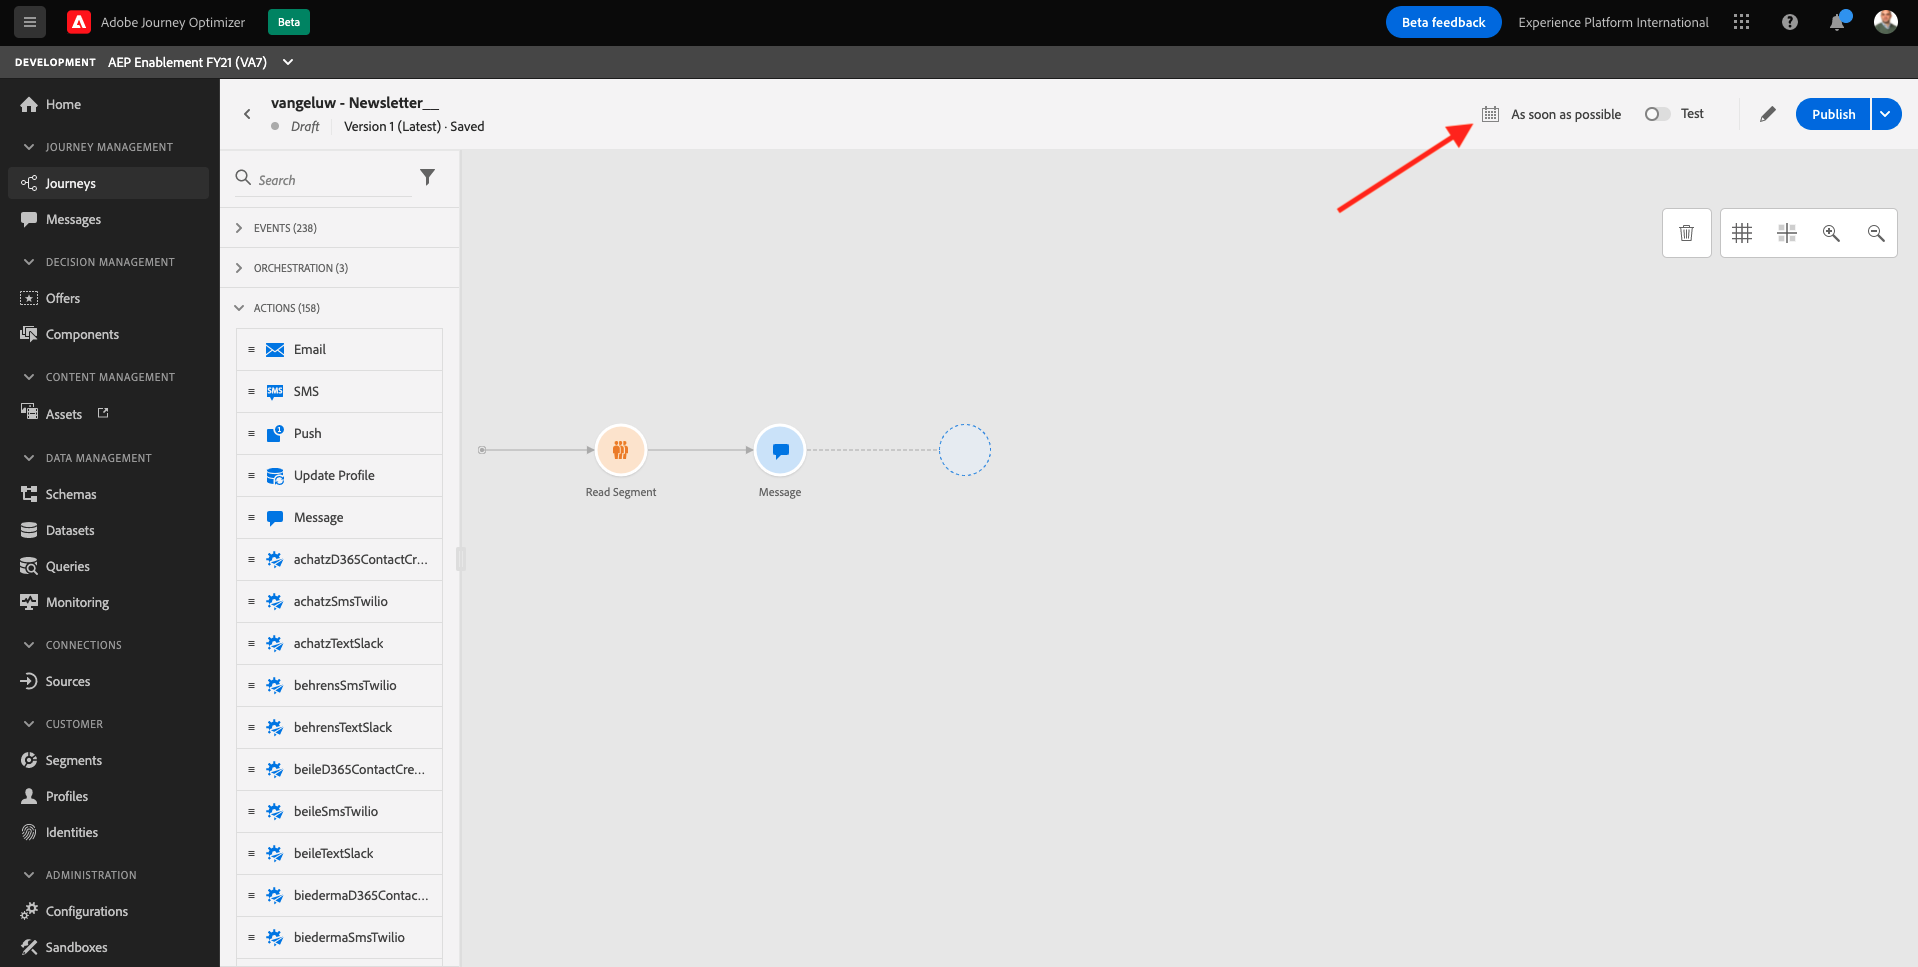 Adobe Journey Optimizer Beta Beta feedback Experience Platform International
DEVELOPMENT AEP Enablement FY21 (VA7)
Home
JOURNEY MANAGEMENT
Journeys
Messages
DECISION MANAGEMENT
Offers
Components
CONTENT MANAGEMENT
Assets
DATA MANAGEMENT
Schemas
Datasets
Queries
Monitoring
CONNECTIONS
Sources
CUSTOMER
Segments
Profiles
Identities
ADMINISTRATION
Configurations
Sandboxes
vangeluw - Newsletter__
Draft Version 1 (Latest) · Saved
As soon as possible Test Publish
Search
EVENTS (238)
ORCHESTRATION (3)
ACTIONS (158)
Email
SMS SMS
1 Push
Update Profile
Message
achatzD365ContactCr...
achatzSmsTwilio
achatzTextSlack
behrensSmsTwilio
behrensTextSlack
beileD365ContactCre...
beileSmsTwilio
beileTextSlack
biedermaD365Contac...
biedermaSmsTwilio
Read Segment
Message